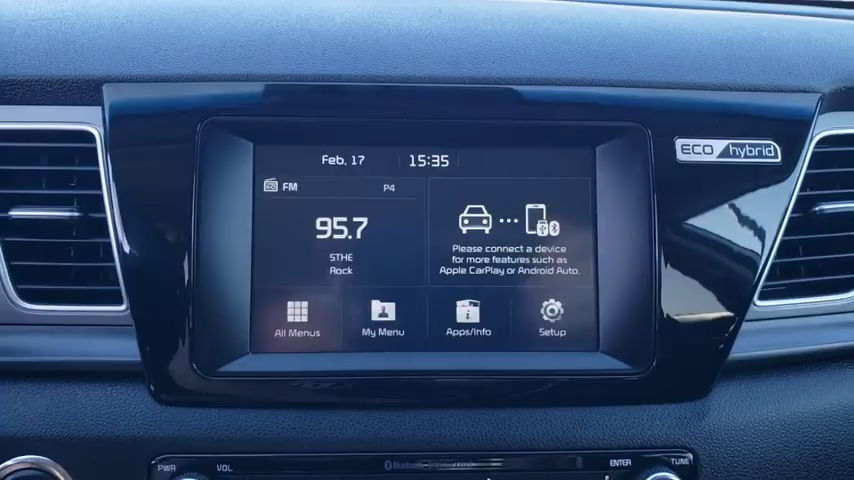 Feb. 17 15:35
ECO hybrid
FM P4
95.7
STHE
Rock
Please connect a device
for more features such as
Apple CarPlay or Android Auto.
All Menus My Menu Apps/Info Setup
PWR VOL Bluetooth ENTER TUNE